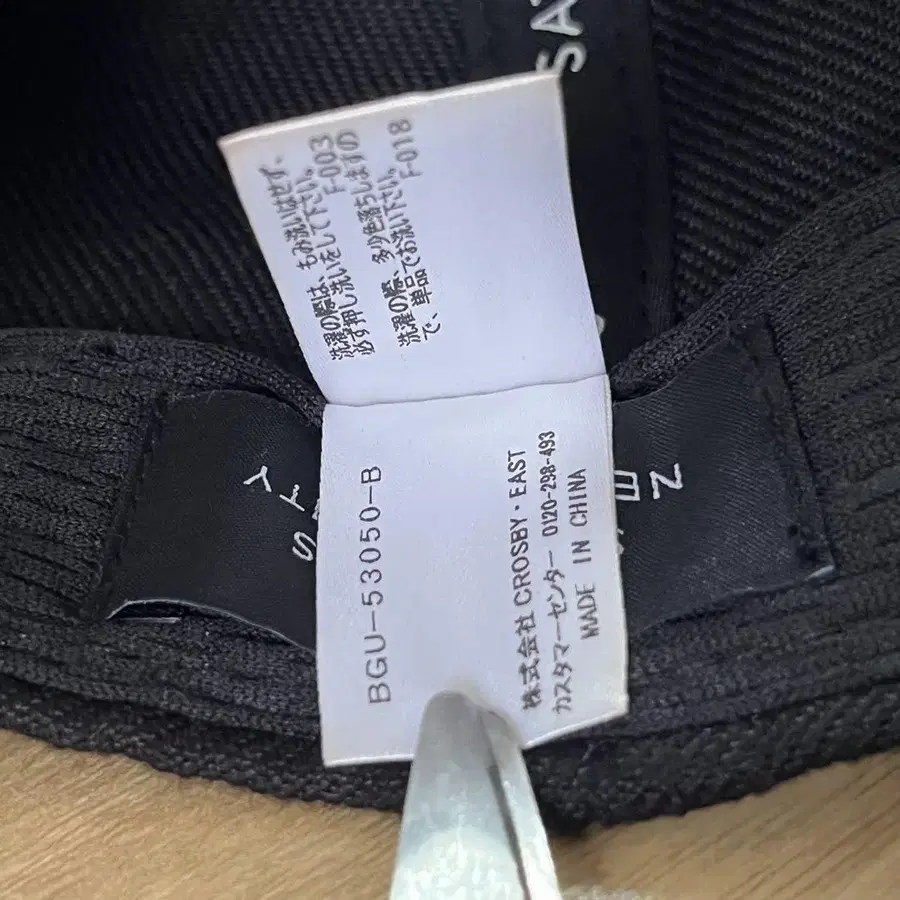 洗濯の際は、もみ洗いはせず、
必ず押し洗いをして下さい。
F-003
洗濯の際、多少色落ちしますの
で、単品でお洗い下さい。
F-018
BGU-53050-B
株式会社 CROSBY・EAST
カスタマーセンター 0120-298-493
MADE IN CHINA